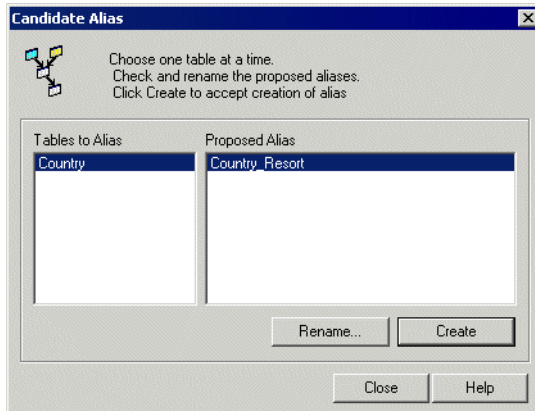 Candidate Alias
Choose one table at a time.
Check and rename the proposed aliases.
Click Create to accept creation of alias
Tables to Alias
Proposed Alias
Country
Country_Resort
Rename...
Create
Close
Help